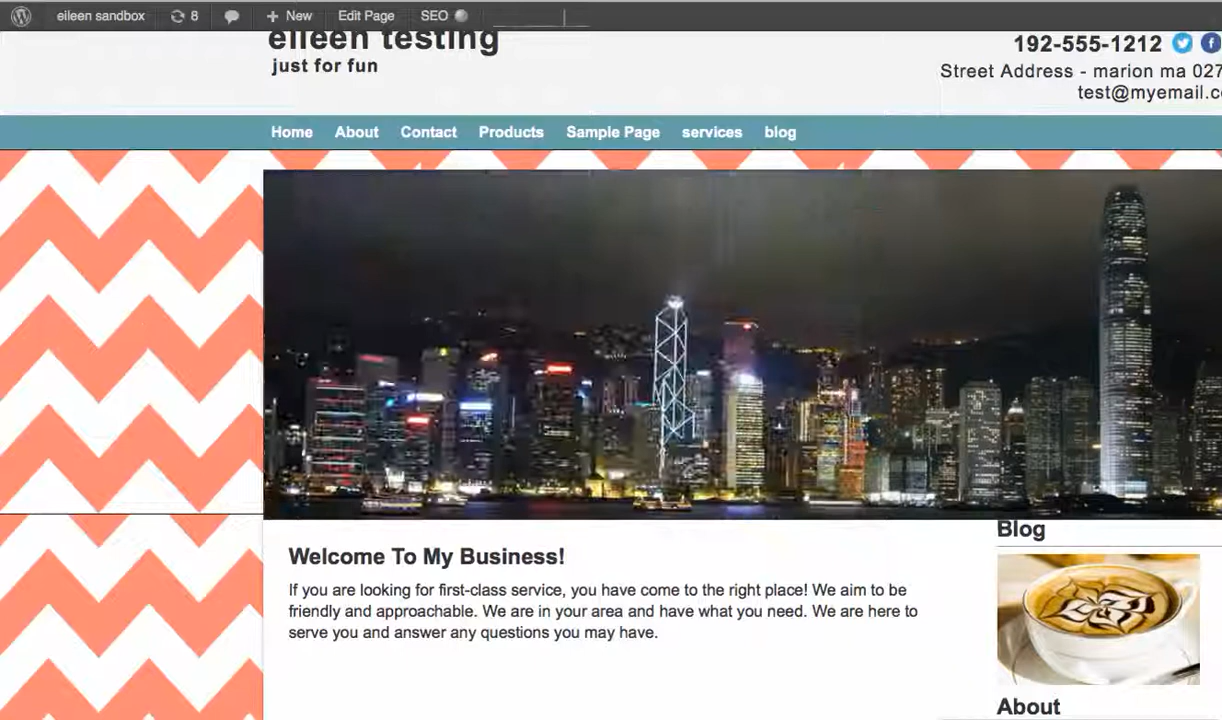 eileen sandbox 8 New Edit Page SEO
eileen testing
just for fun
192-555-1212
Street Address - marion ma 027
test@myemail.c
Home About Contact Products Sample Page services blog
Welcome To My Business!
If you are looking for first-class service, you have come to the right place! We aim to be
friendly and approachable. We are in your area and have what you need. We are here to
serve you and answer any questions you may have.
Blog
About